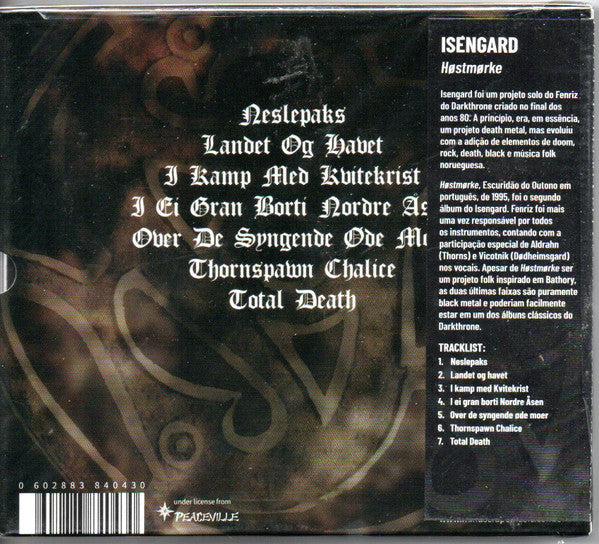 Neslepaks
Landet Og Havet
I Kamp Med Kvitekrist
I Ei Gran Borti Nordre Ås
Over De Syngende Øde Mo
Thornspawn Chalice
Total Death
ISENGARD
Høstmørke
Isengard foi um projeto solo do Fenriz
do Darkthrone criado no final dos
anos 80'. A princípio, era, em essência,
um projeto death metal, mas evoluiu
com a adição de elementos de doom,
rock, death, black e música folk
norueguesa.
Høstmørke, Escuridão do Outono em
português, de 1995, foi o segundo
álbum do Isengard. Fenriz foi mais
uma vez responsável por todos
os instrumentos, contando com a
participação especial de Aldrahn
(Thorns) e Vicotnik (Dødheimsgard)
nos vocais. Apesar de Høstmørke ser
um projeto folk inspirado em Bathory,
as duas últimas faixas são puramente
black metal e poderiam facilmente
estar em um dos álbuns clássicos do
Darkthrone.
TRACKLIST:
1. Neslepaks
2. Landet og havet
3. I kamp med Kvitekrist
4. I ei gran borti Nordre Åsen
5. Over de syngende øde moer
6. Thornspawn Chalice
7. Total Death
0 602883 840430
under license from
PEACEVILLE